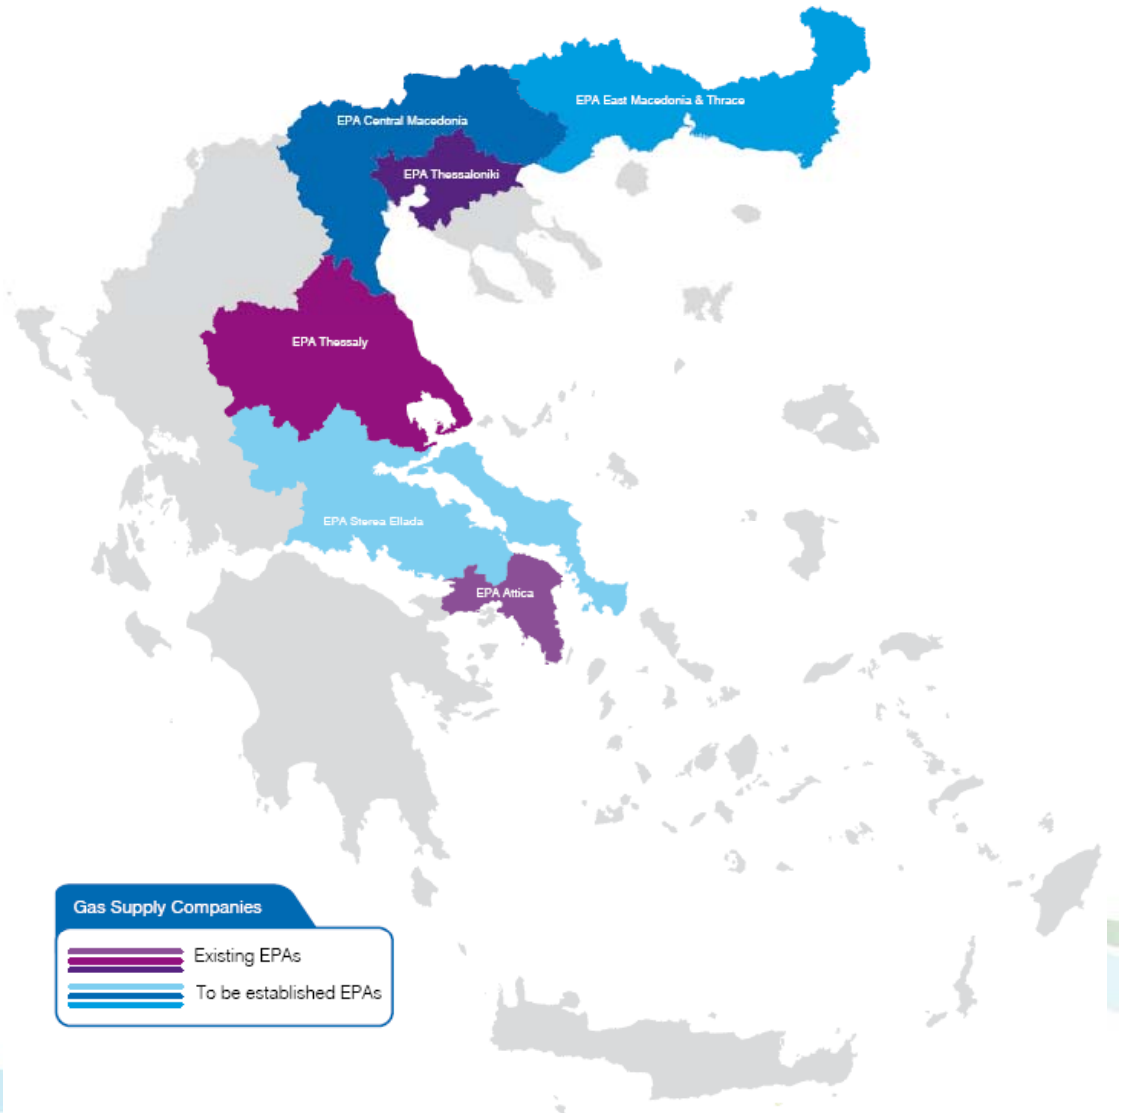 EPA East Macedonia & Thrace
EPA Central Macedonia
EPA Thessaloniki
EPA Thessaly
EPA Sterea Ellada
EPA Attica
Gas Supply Companies
Existing EPAs
To be established EPAs